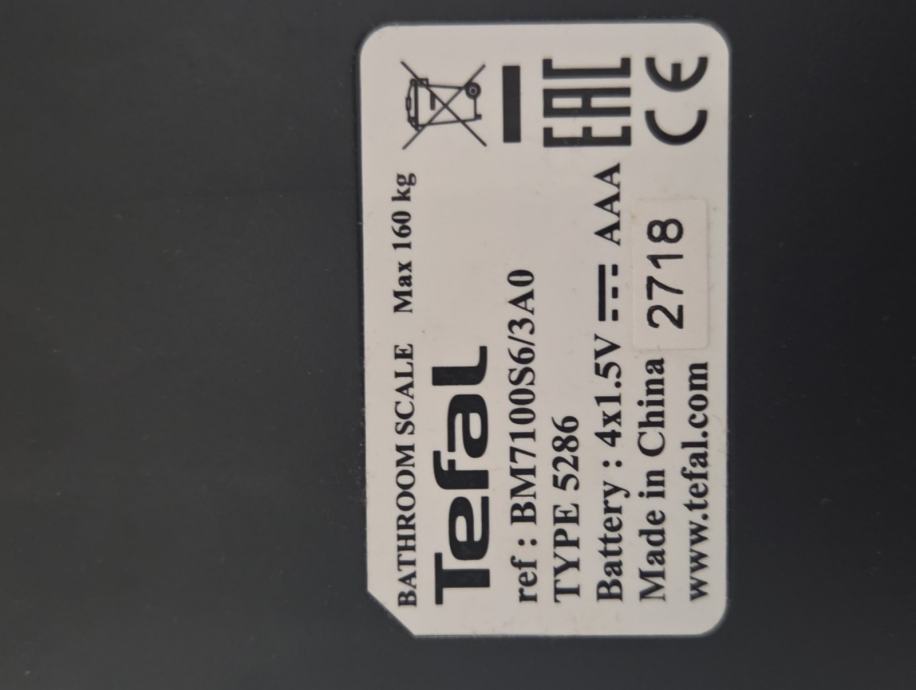 BATHROOM SCALE Max 160 kg
Tefal
ref : BM7100S6/3A0
TYPE 5286
Battery : 4x1.5V ⎓ AAA
Made in China 2718
www.tefal.com
EAC
CE